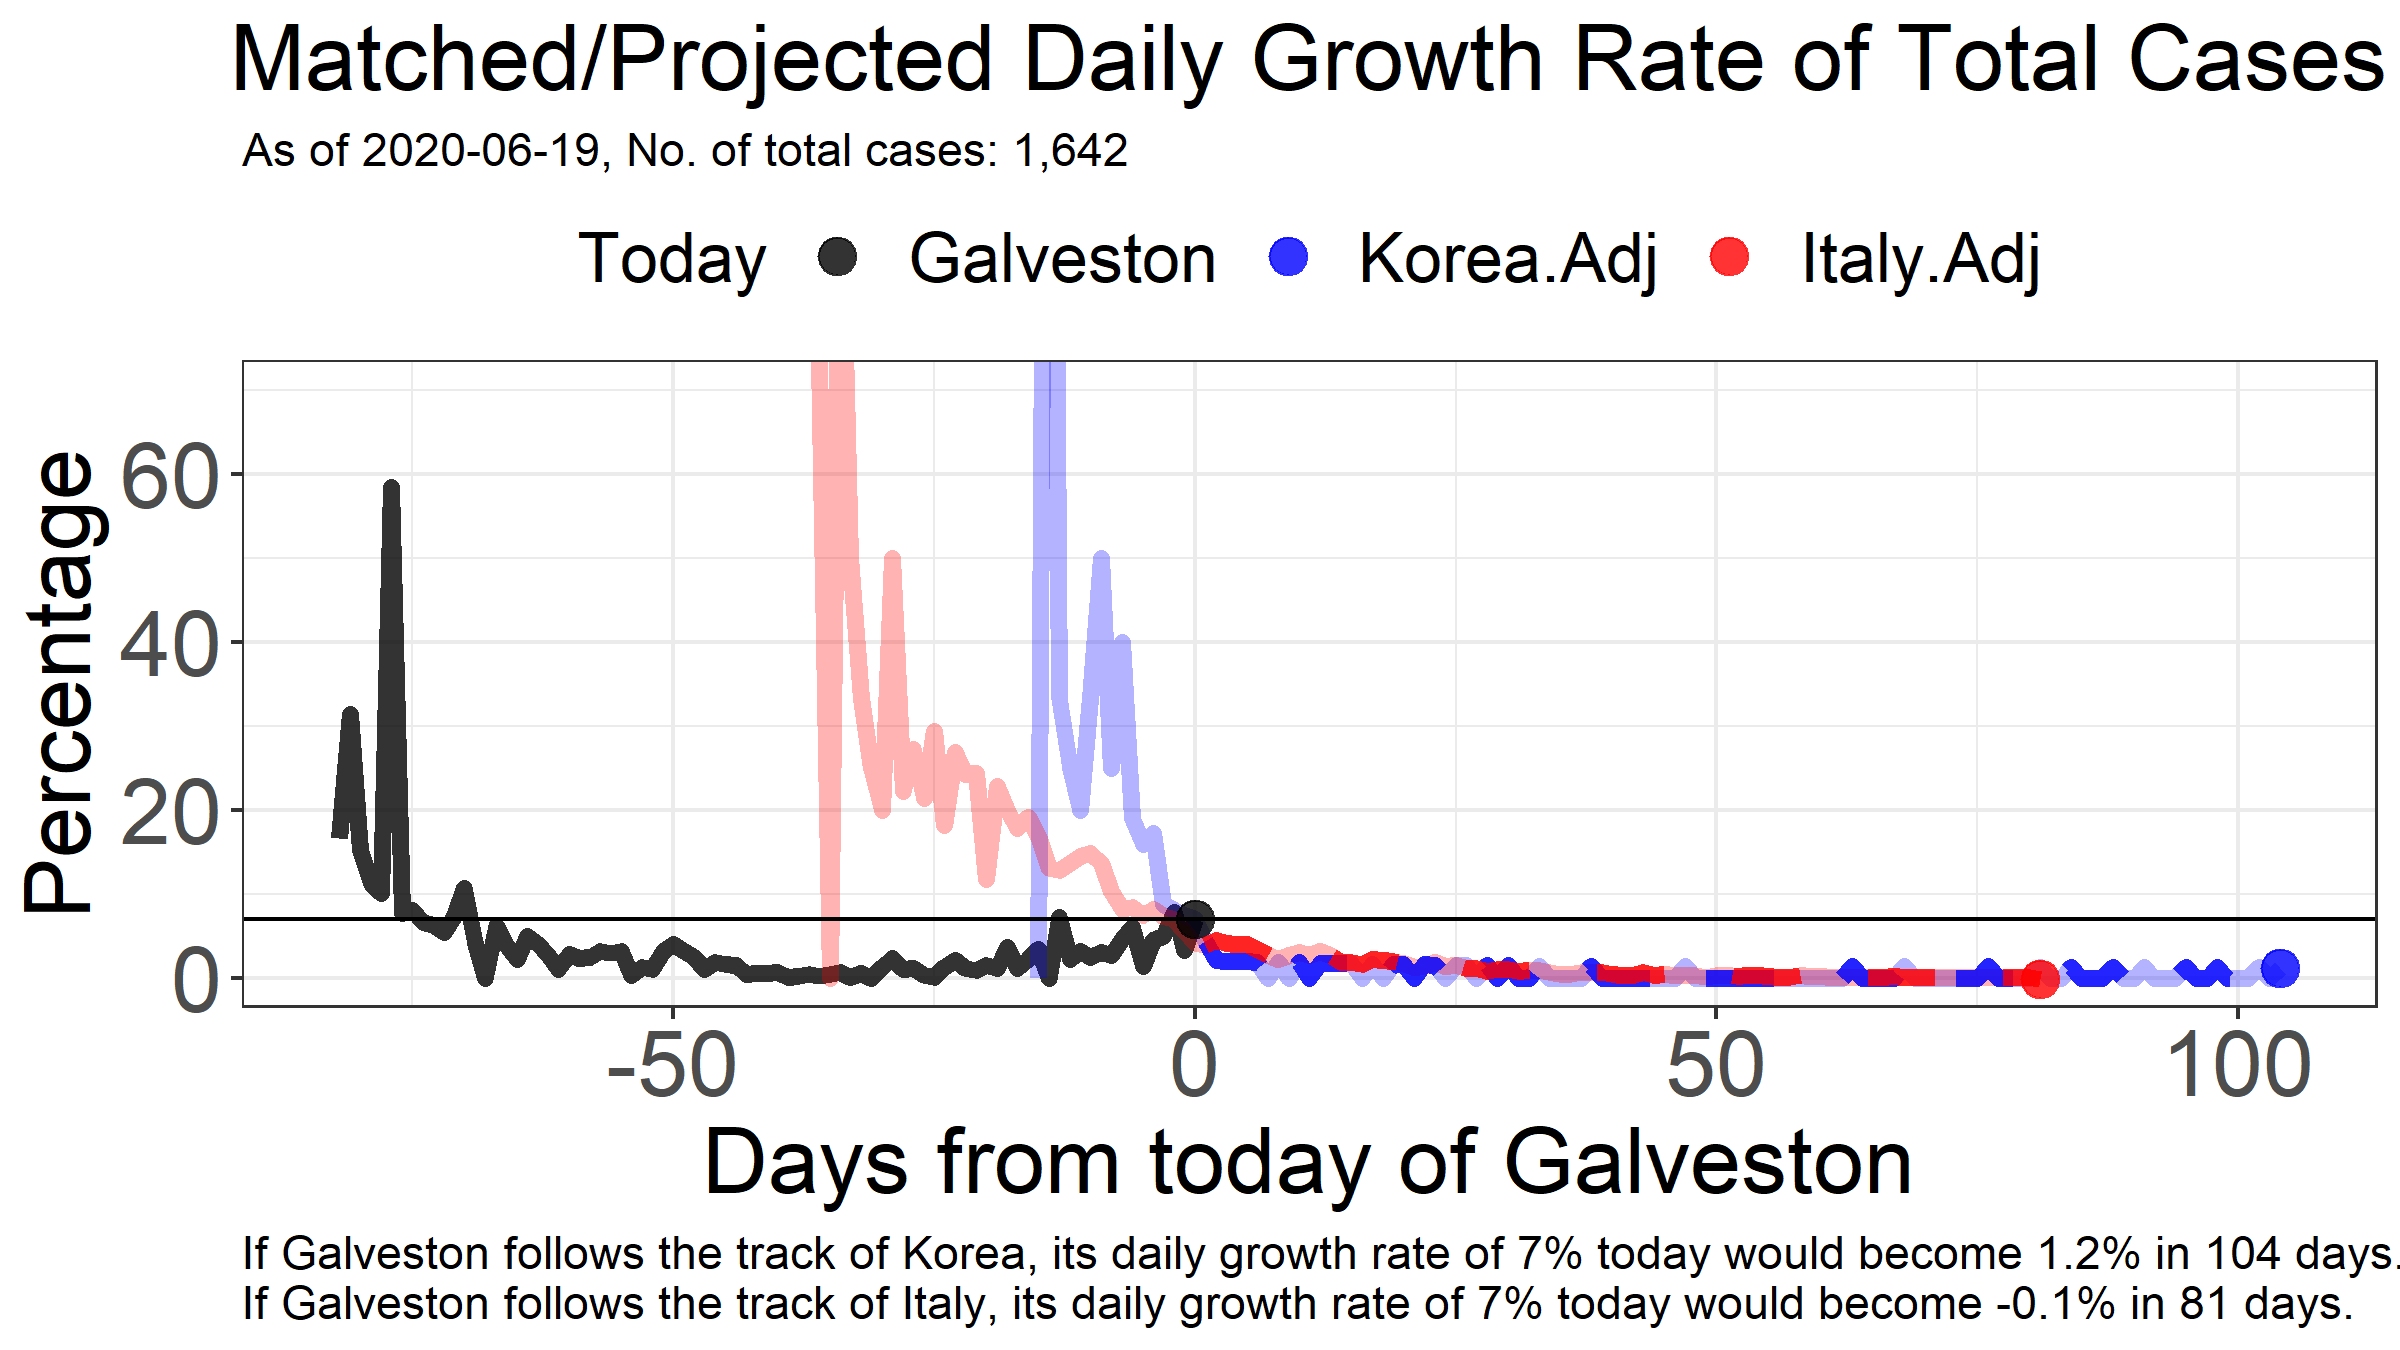 Matched/Projected Daily Growth Rate of Total Cases
As of 2020-06-19, No. of total cases: 1,642
Today Galveston Korea.Adj Italy.Adj
Percentage
60
40
20
0
-50 0 50 100
Days from today of Galveston
If Galveston follows the track of Korea, its daily growth rate of 7% today would become 1.2% in 104 days.
If Galveston follows the track of Italy, its daily growth rate of 7% today would become -0.1% in 81 days.